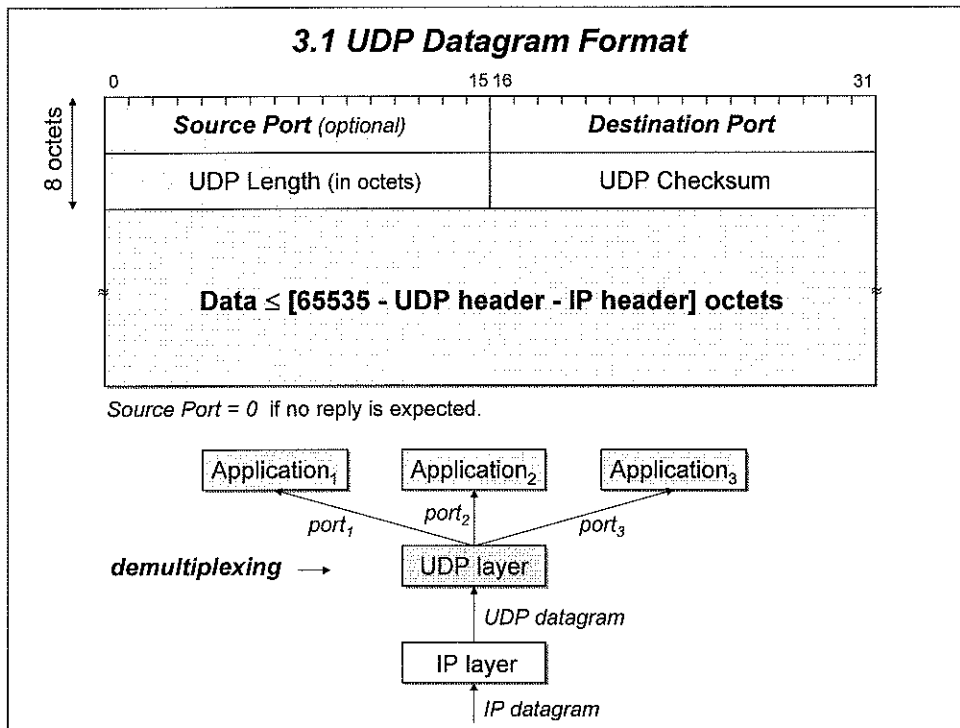 3.1 UDP Datagram Format
0 15 16 31
8 octets
Source Port (optional) Destination Port
UDP Length (in octets) UDP Checksum
Data ≤ [65535 - UDP header - IP header] octets
Source Port = 0 if no reply is expected.
Application1 Application2 Application3
port1 port2 port3
demultiplexing → UDP layer
UDP datagram
IP layer
IP datagram